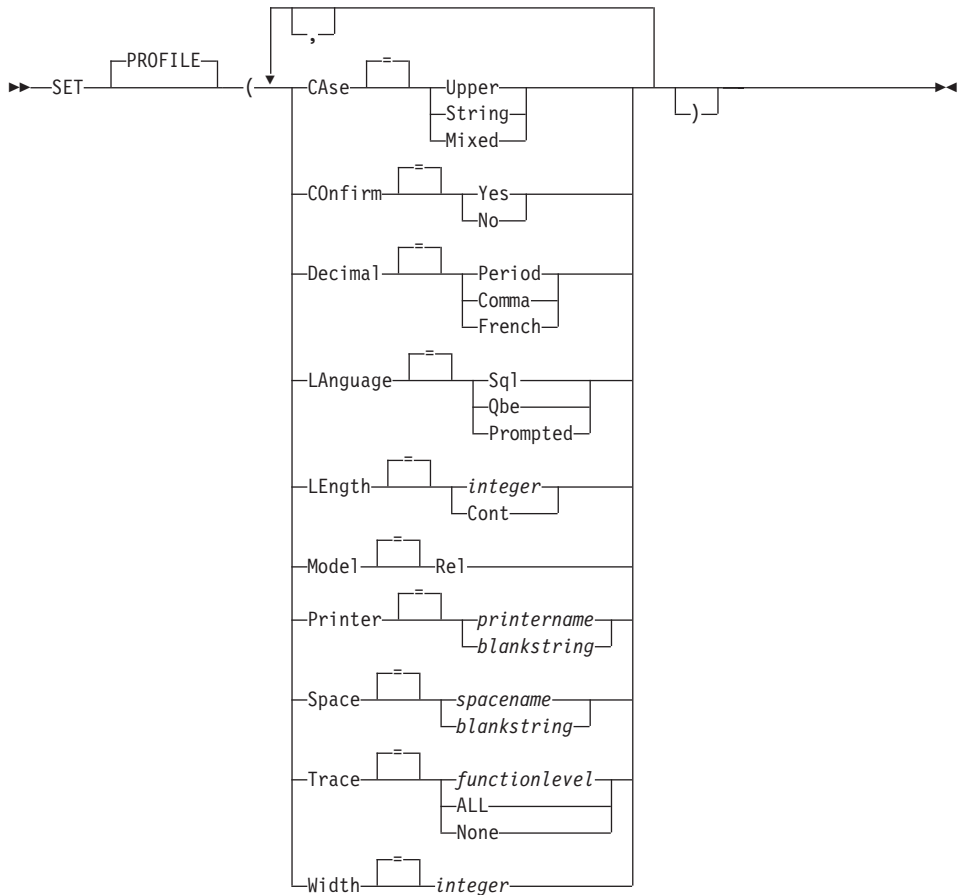 ,
PROFILE
SET ( CAse = Upper )
String
Mixed
COnfirm = Yes
No
Decimal = Period
Comma
French
LAnguage = Sql
Qbe
Prompted
LEngth = integer
Cont
Model = Rel
Printer = printername
blankstring
Space = spacename
blankstring
Trace = functionlevel
ALL
None
Width = integer